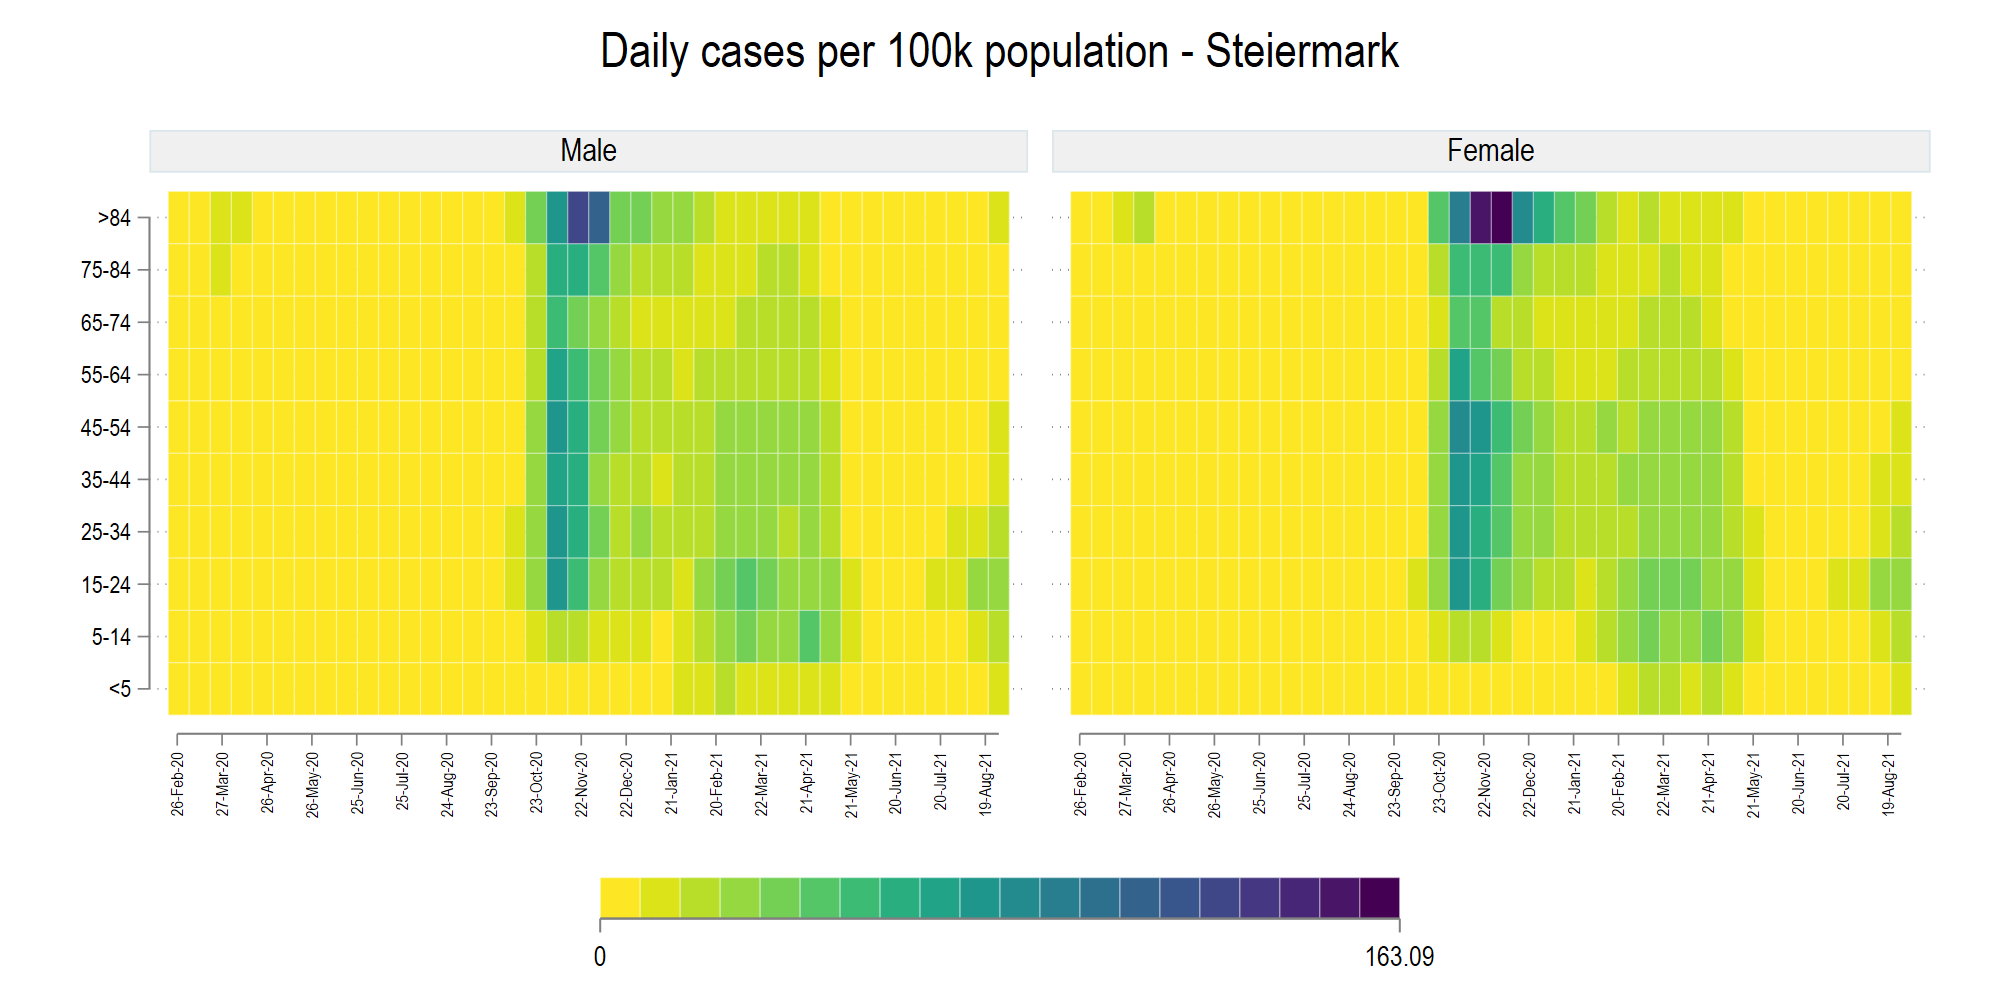 Daily cases per 100k population - Steiermark
Male
Female
>84
75-84
65-74
55-64
45-54
35-44
25-34
15-24
5-14
<5
26-Feb-20
27-Mar-20
26-Apr-20
26-May-20
25-Jun-20
25-Jul-20
24-Aug-20
23-Sep-20
23-Oct-20
22-Nov-20
22-Dec-20
21-Jan-21
20-Feb-21
22-Mar-21
21-Apr-21
21-May-21
20-Jun-21
20-Jul-21
19-Aug-21
26-Feb-20
27-Mar-20
26-Apr-20
26-May-20
25-Jun-20
25-Jul-20
24-Aug-20
23-Sep-20
23-Oct-20
22-Nov-20
22-Dec-20
21-Jan-21
20-Feb-21
22-Mar-21
21-Apr-21
21-May-21
20-Jun-21
20-Jul-21
19-Aug-21
0
163.09